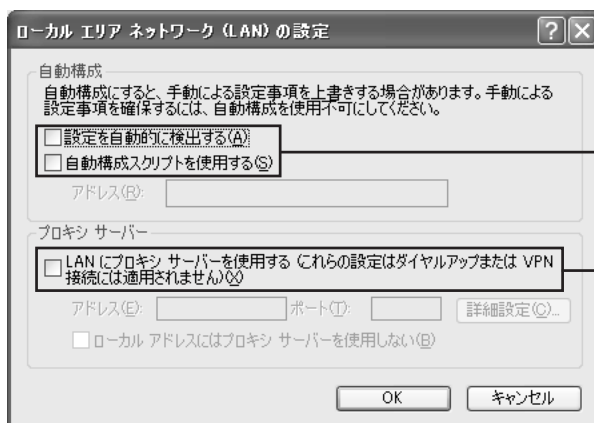 ローカル エリア ネットワーク (LAN) の設定
自動構成
自動構成にすると、手動による設定事項を上書きする場合があります。手動による
設定事項を確保するには、自動構成を使用不可にしてください。
設定を自動的に検出する(A)
自動構成スクリプトを使用する(S)
アドレス(R):
プロキシ サーバー
LAN にプロキシ サーバーを使用する (これらの設定はダイヤルアップまたは VPN
接続には適用されません)(X)
アドレス(E): ポート(T): 詳細設定(C)...
ローカル アドレスにはプロキシ サーバーを使用しない(B)
OK キャンセル